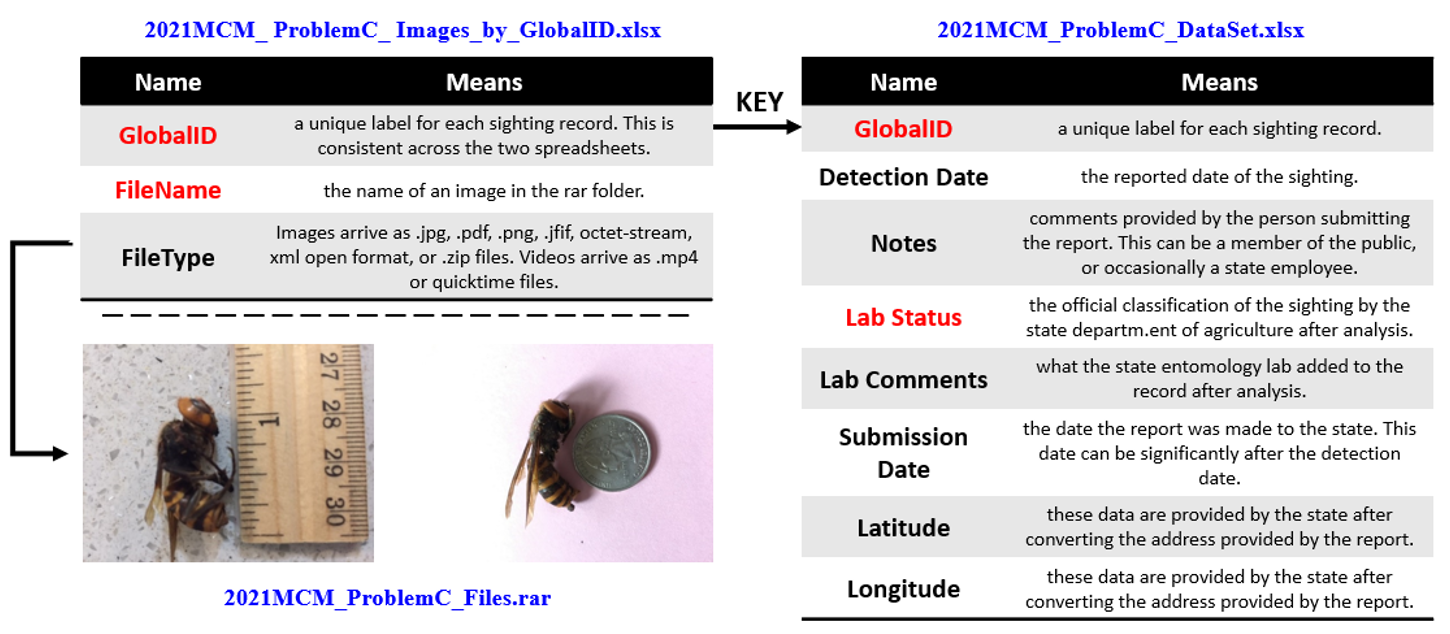 2021MCM_ ProblemC_ Images_by_GlobalID.xlsx
Name Means
GlobalID a unique label for each sighting record. This is
consistent across the two spreadsheets.
FileName the name of an image in the rar folder.
FileType Images arrive as .jpg, .pdf, .png, .jfif, octet-stream,
xml open format, or .zip files. Videos arrive as .mp4
or quicktime files.
1
27
28
29
30
2021MCM_ProblemC_Files.rar
KEY
2021MCM_ProblemC_DataSet.xlsx
Name Means
GlobalID a unique label for each sighting record.
Detection Date the reported date of the sighting.
Notes comments provided by the person submitting
the report. This can be a member of the public,
or occasionally a state employee.
Lab Status the official classification of the sighting by the
state departm.ent of agriculture after analysis.
Lab Comments what the state entomology lab added to the
record after analysis.
Submission
Date
the date the report was made to the state. This
date can be significantly after the detection
date.
Latitude these data are provided by the state after
converting the address provided by the report.
Longitude these data are provided by the state after
converting the address provided by the report.